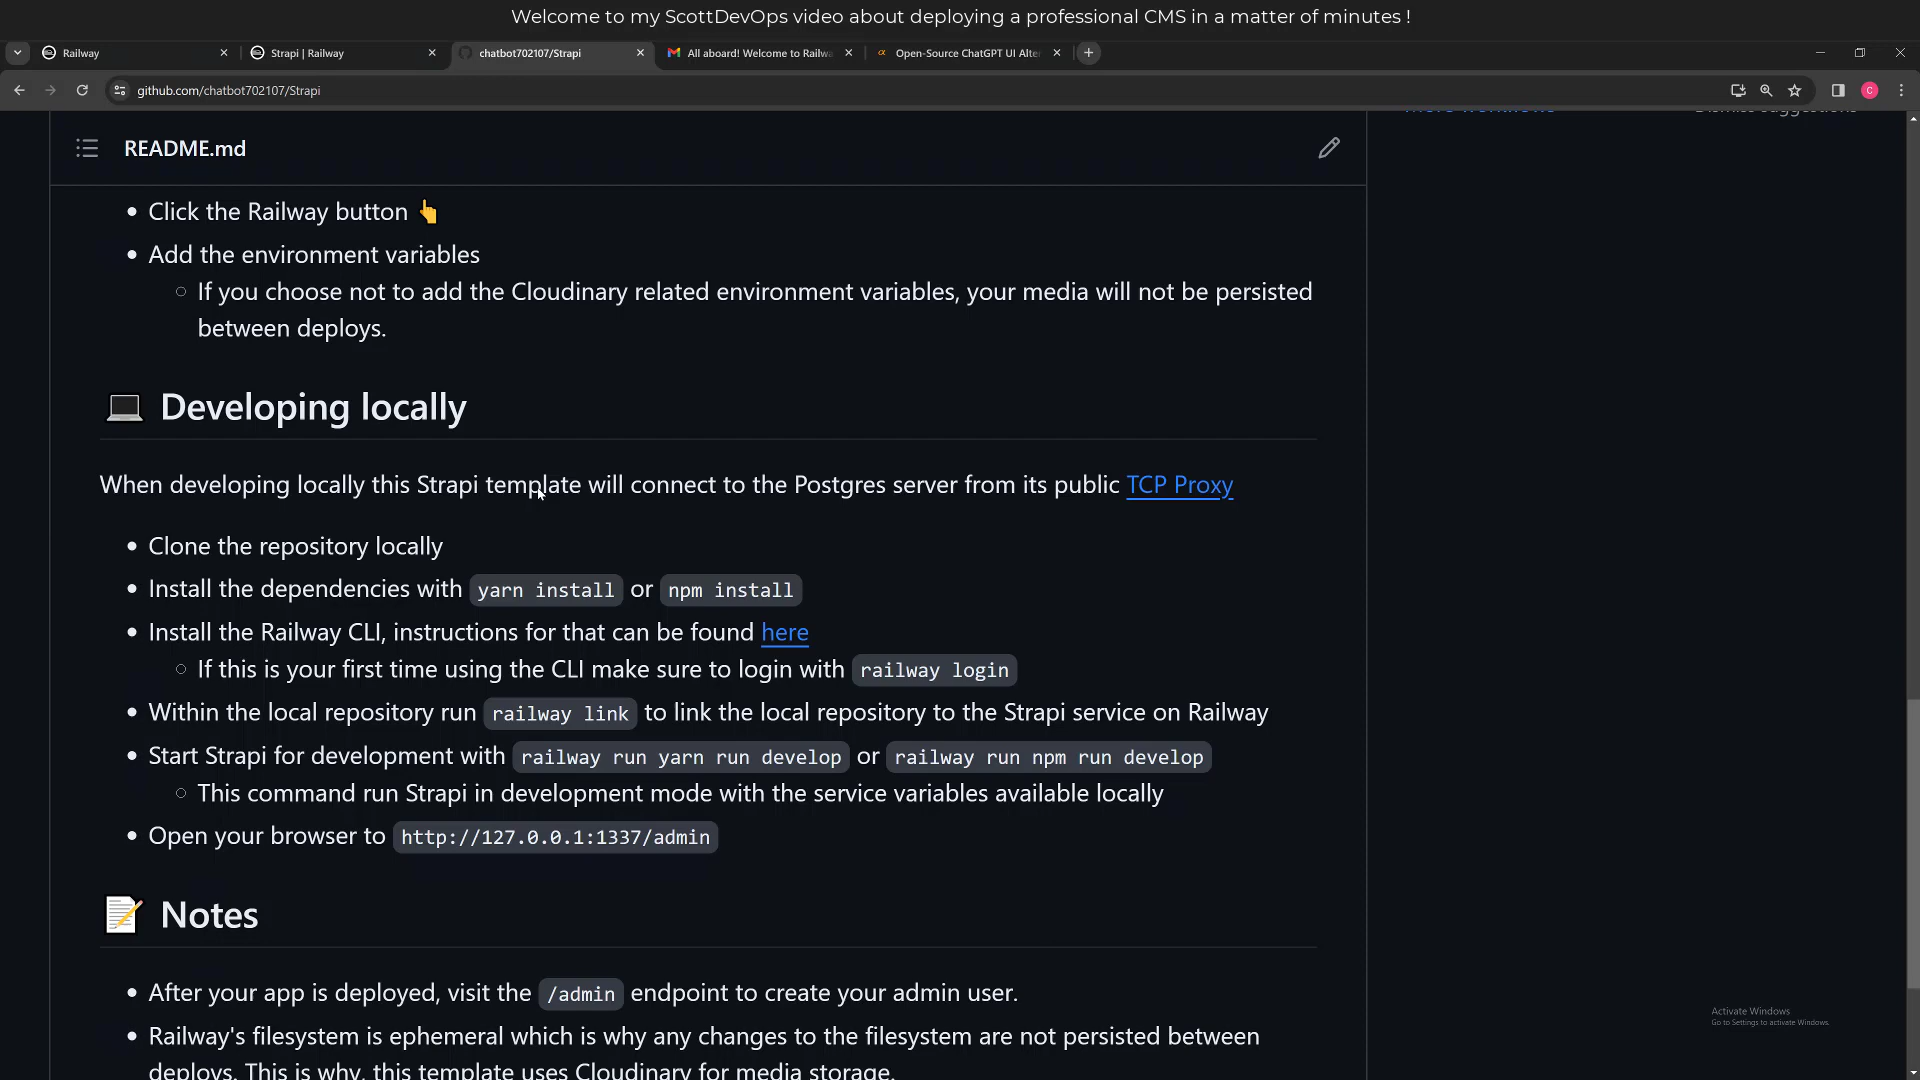 Welcome to my ScottDevOps video about deploying a professional CMS in a matter of minutes !
Railway
Strapi | Railway
chatbot702107/Strapi
All aboard! Welcome to Railwa
Open-Source ChatGPT UI Alter
github.com/chatbot702107/Strapi
C
README.md
Click the Railway button 👆
Add the environment variables
If you choose not to add the Cloudinary related environment variables, your media will not be persisted
between deploys.
💻 Developing locally
When developing locally this Strapi template will connect to the Postgres server from its public TCP Proxy
Clone the repository locally
Install the dependencies with yarn install or npm install
Install the Railway CLI, instructions for that can be found here
If this is your first time using the CLI make sure to login with railway login
Within the local repository run railway link to link the local repository to the Strapi service on Railway
Start Strapi for development with railway run yarn run develop or railway run npm run develop
This command run Strapi in development mode with the service variables available locally
Open your browser to http://127.0.0.1:1337/admin
📝 Notes
After your app is deployed, visit the /admin endpoint to create your admin user.
Railway's filesystem is ephemeral which is why any changes to the filesystem are not persisted between
deploys. This is why, this template uses Cloudinary for media storage.
Activate Windows
Go to Settings to activate Windows.